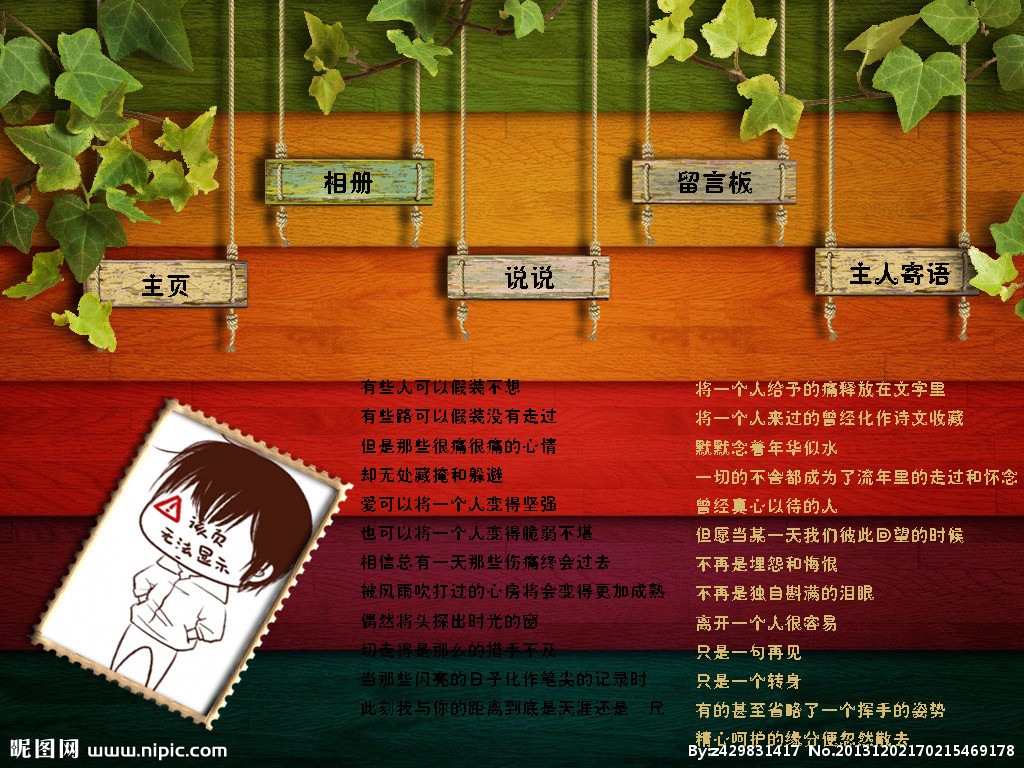 相册
留言板
主页
说说
主人寄语
该页
无法显示
有些人可以假装不想
有些路可以假装没有走过
但是那些很痛很痛的心情
却无处藏掩和躲避
爱可以将一个人变得坚强
也可以将一个人变得脆弱不堪
相信总有一天那些伤痛终会过去
被风雨吹打过的心房将会变得更加成熟
偶然将头探出时光的窗
切走得是那么的措手不及
当那些闪亮的日子化作笔尖的记录时
此刻我与你的距离到底是天涯还是 尺
将一个人给予的痛释放在文字里
将一个人来过的曾经化作诗文收藏
默默念着年华似水
一切的不舍都成为了流年里的走过和怀念
曾经真心以待的人
但愿当某一天我们彼此回望的时候
不再是埋怨和悔恨
不再是独自斟满的泪眼
离开一个人很容易
只是一句再见
只是一个转身
有的甚至省略了一个挥手的姿势
精心呵护的缘分便忽然散去
昵图网 www.nipic.com
By:z429831417 No.20131202170215469178